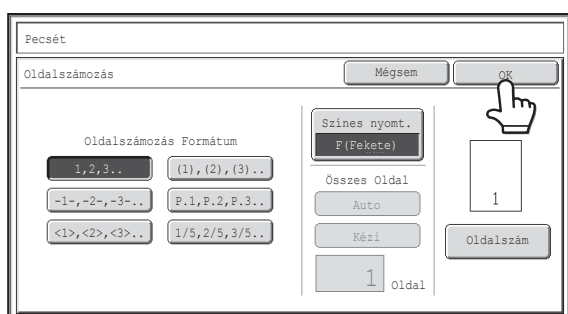 Pecsét
Oldalszámozás
Mégsem
OK
Oldalszámozás Formátum
1,2,3..
(1),(2),(3)..
-1-,-2-,-3-..
P.1,P.2,P.3..
<1>,<2>,<3>..
1/5,2/5,3/5..
Színes nyomt.
F(Fekete)
Összes Oldal
Auto
Kézi
1 Oldal
1
Oldalszám